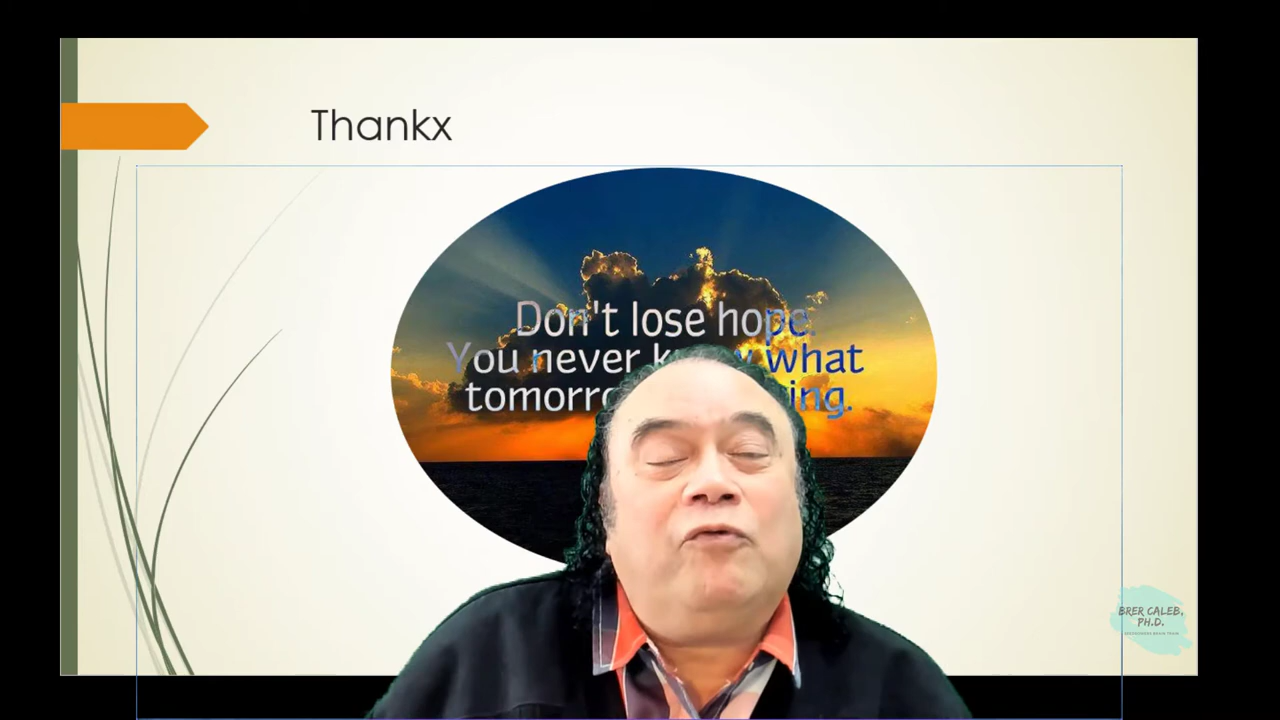 Thankx
Don't lose hope.
You never what
tomorro ing.
BRER CALEB,
PH.D.